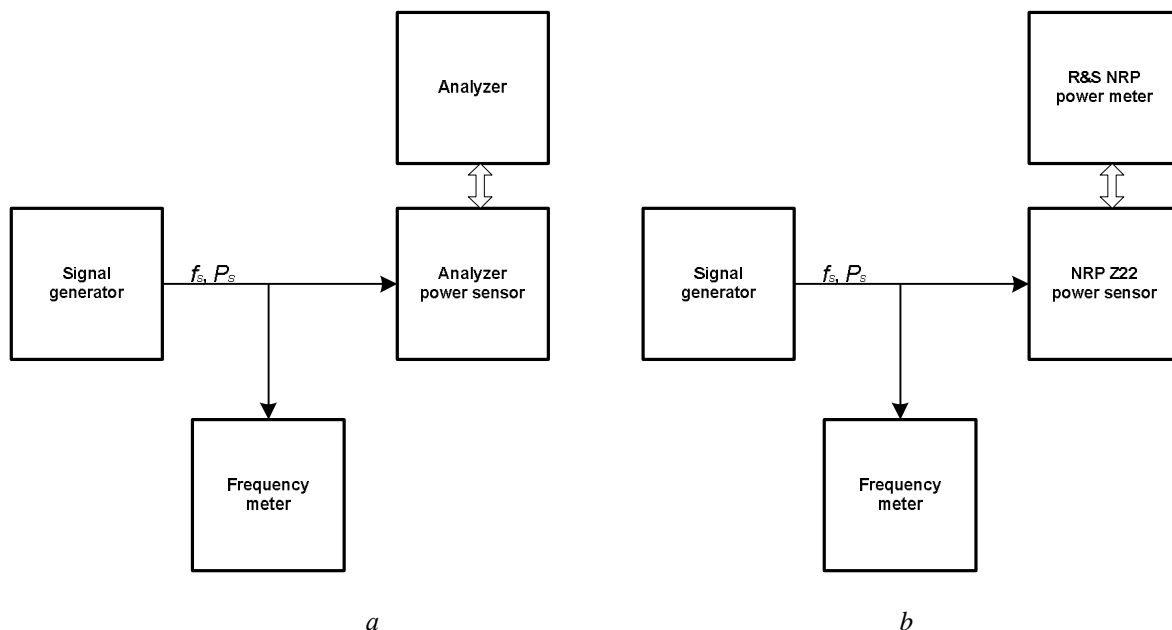 Analyzer
Signal
generator
fs, Ps
Analyzer
power sensor
Frequency
meter
a
R&S NRP
power meter
Signal
generator
fs, Ps
NRP Z22
power sensor
Frequency
meter
b